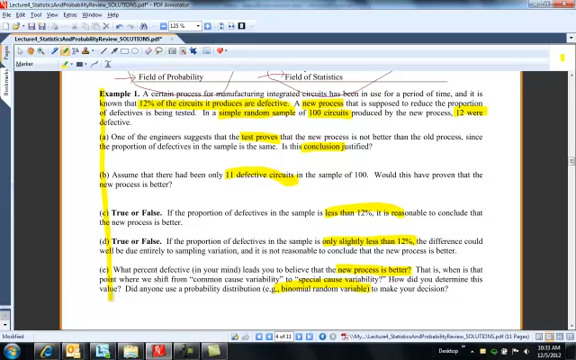 Lecture4_StatisticsAndProbabilityReview_SOLUTIONS.pdf - PDF Annotator
File Edit View Insert Document Tools Extras Window Help
125 %
Lecture4_StatisticsAndProbabilityReview_SOLUTIONS.pdf
Marker
Pages
Bookmarks
Field of Probability Field of Statistics
Example 1. A certain process for manufacturing integrated circuits has been in use for a period of time, and it is
known that 12% of the circuits it produces are defective. A new process that is supposed to reduce the proportion
of defectives is being tested. In a simple random sample of 100 circuits produced by the new process, 12 were
defective.
(a) One of the engineers suggests that the test proves that the new process is not better than the old process, since
the proportion of defectives in the sample is the same. Is this conclusion justified?
(b) Assume that there had been only 11 defective circuits in the sample of 100. Would this have proven that the
new process is better?
(c) True or False. If the proportion of defectives in the sample is less than 12%, it is reasonable to conclude that
the new process is better.
(d) True or False. If the proportion of defectives in the sample is only slightly less than 12%, the difference could
well be due entirely to sampling variation, and it is not reasonable to conclude that the new process is better.
(e) What percent defective (in your mind) leads you to believe that the new process is better? That is, when is that
point where we shift from "common cause variability" to "special cause variability?" How did you determine this
value? Did anyone use a probability distribution (e.g., binomial random variable) to make your decision?
Modified
4 of 11
Desktop
10:33 AM
12/5/2012